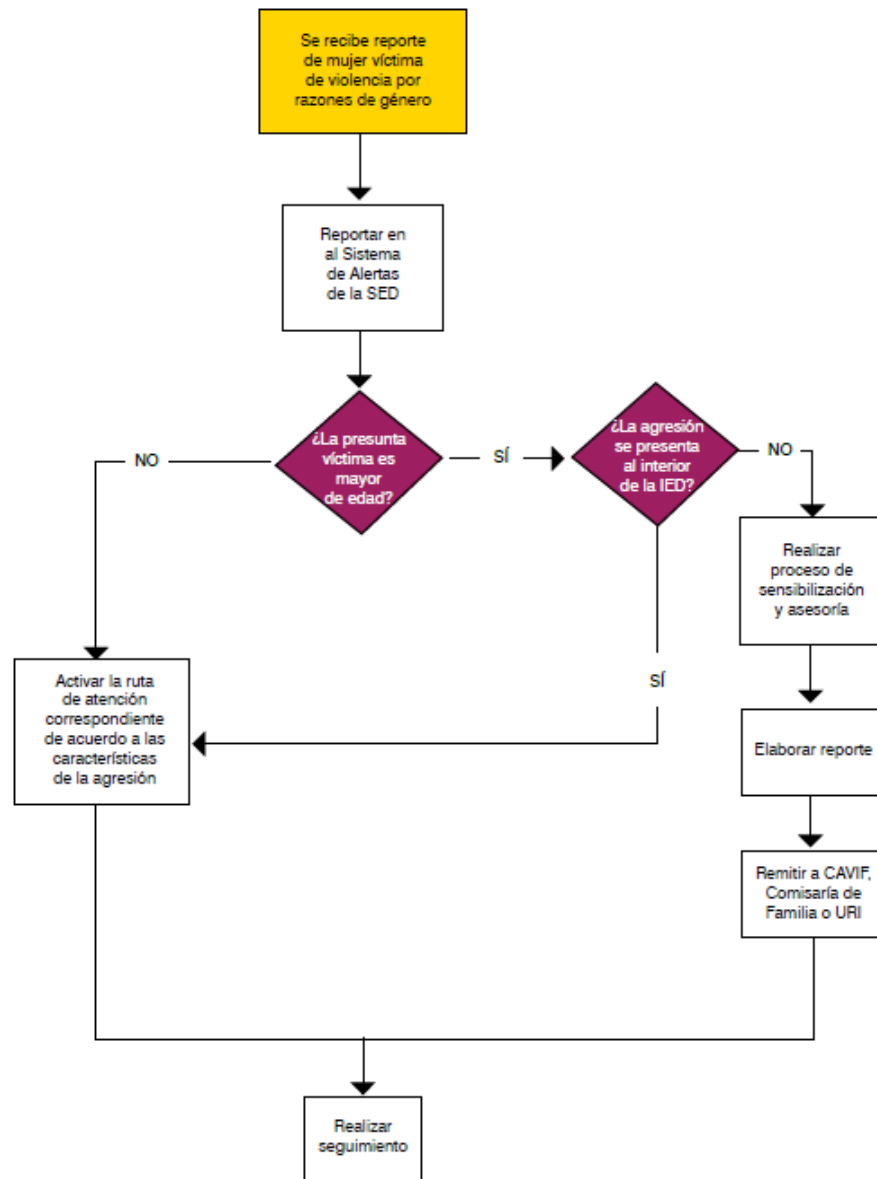 Se recibe reporte
de mujer víctima
de violencia por
razones de género
Reportar en
al Sistema
de Alertas
de la SED
¿La presunta
víctima es
mayor
de edad?
NO
SÍ
¿La agresión
se presenta
al interior
de la IED?
NO
SÍ
Realizar
proceso de
sensibilización
y asesoría
Activar la ruta
de atención
correspondiente
de acuerdo a las
características
de la agresión
Elaborar reporte
Remitir a CAVIF,
Comisaría de
Familia o URI
Realizar
seguimiento